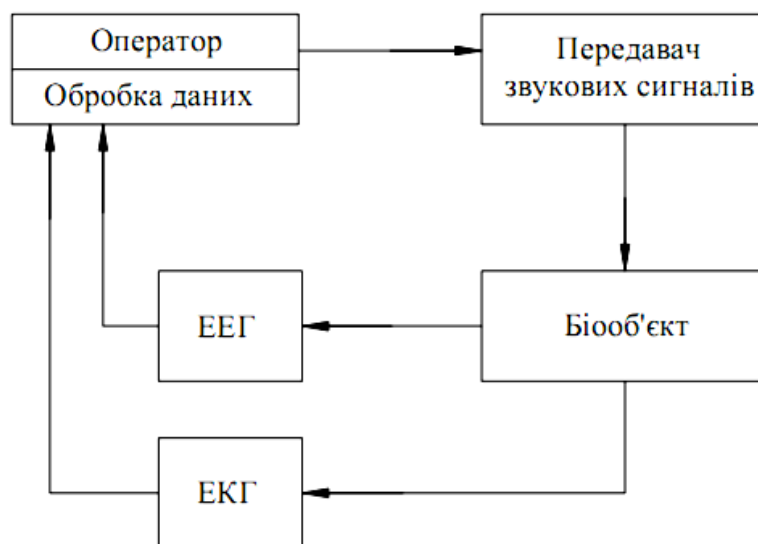 Оператор
Обробка даних
Передавач
звукових сигналів
ЕЕГ
Біооб'єкт
ЕКГ